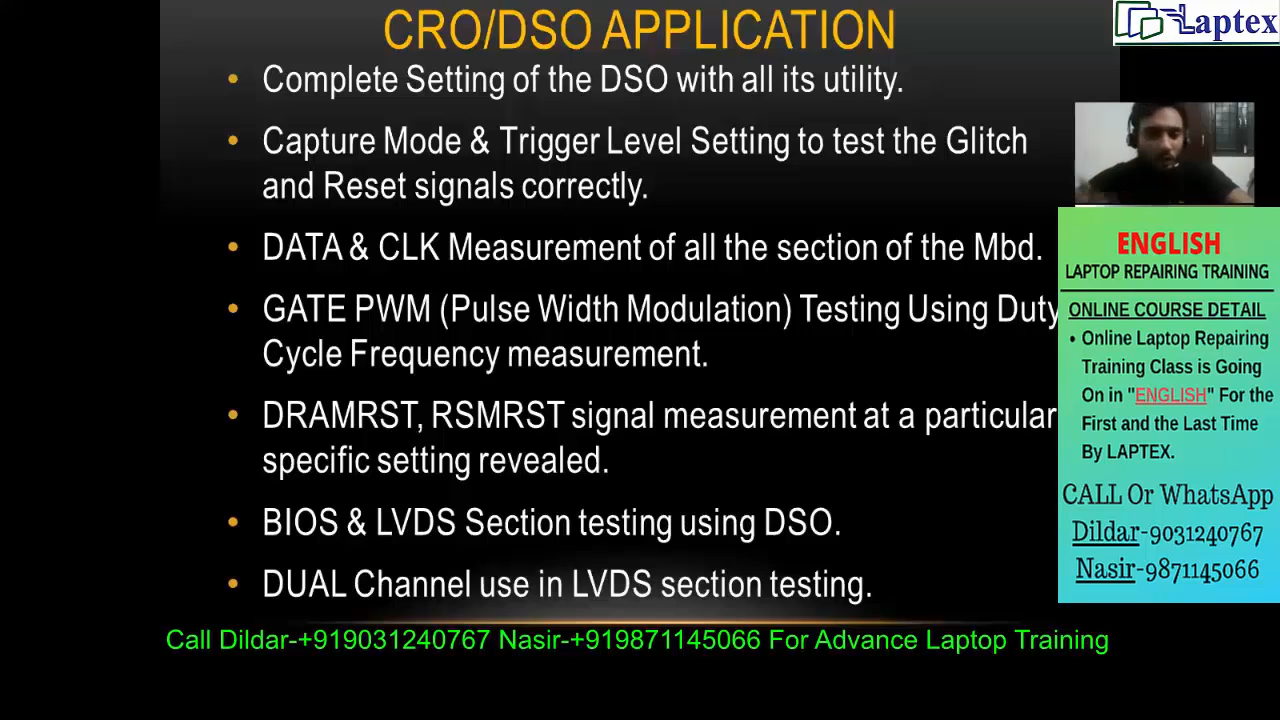 CRO/DSO APPLICATION
• Complete Setting of the DSO with all its utility.
• Capture Mode & Trigger Level Setting to test the Glitch
and Reset signals correctly.
• DATA & CLK Measurement of all the section of the Mbd.
• GATE PWM (Pulse Width Modulation) Testing Using Duty
Cycle Frequency measurement.
• DRAMRST, RSMRST signal measurement at a particular
specific setting revealed.
• BIOS & LVDS Section testing using DSO.
• DUAL Channel use in LVDS section testing.
Laptex
ENGLISH
LAPTOP REPAIRING TRAINING
ONLINE COURSE DETAIL
• Online Laptop Repairing
Training Class is Going
On in "ENGLISH" For the
First and the Last Time
By LAPTEX.
CALL Or WhatsApp
Dildar-9031240767
Nasir-9871145066
Call Dildar-+919031240767 Nasir-+919871145066 For Advance Laptop Training